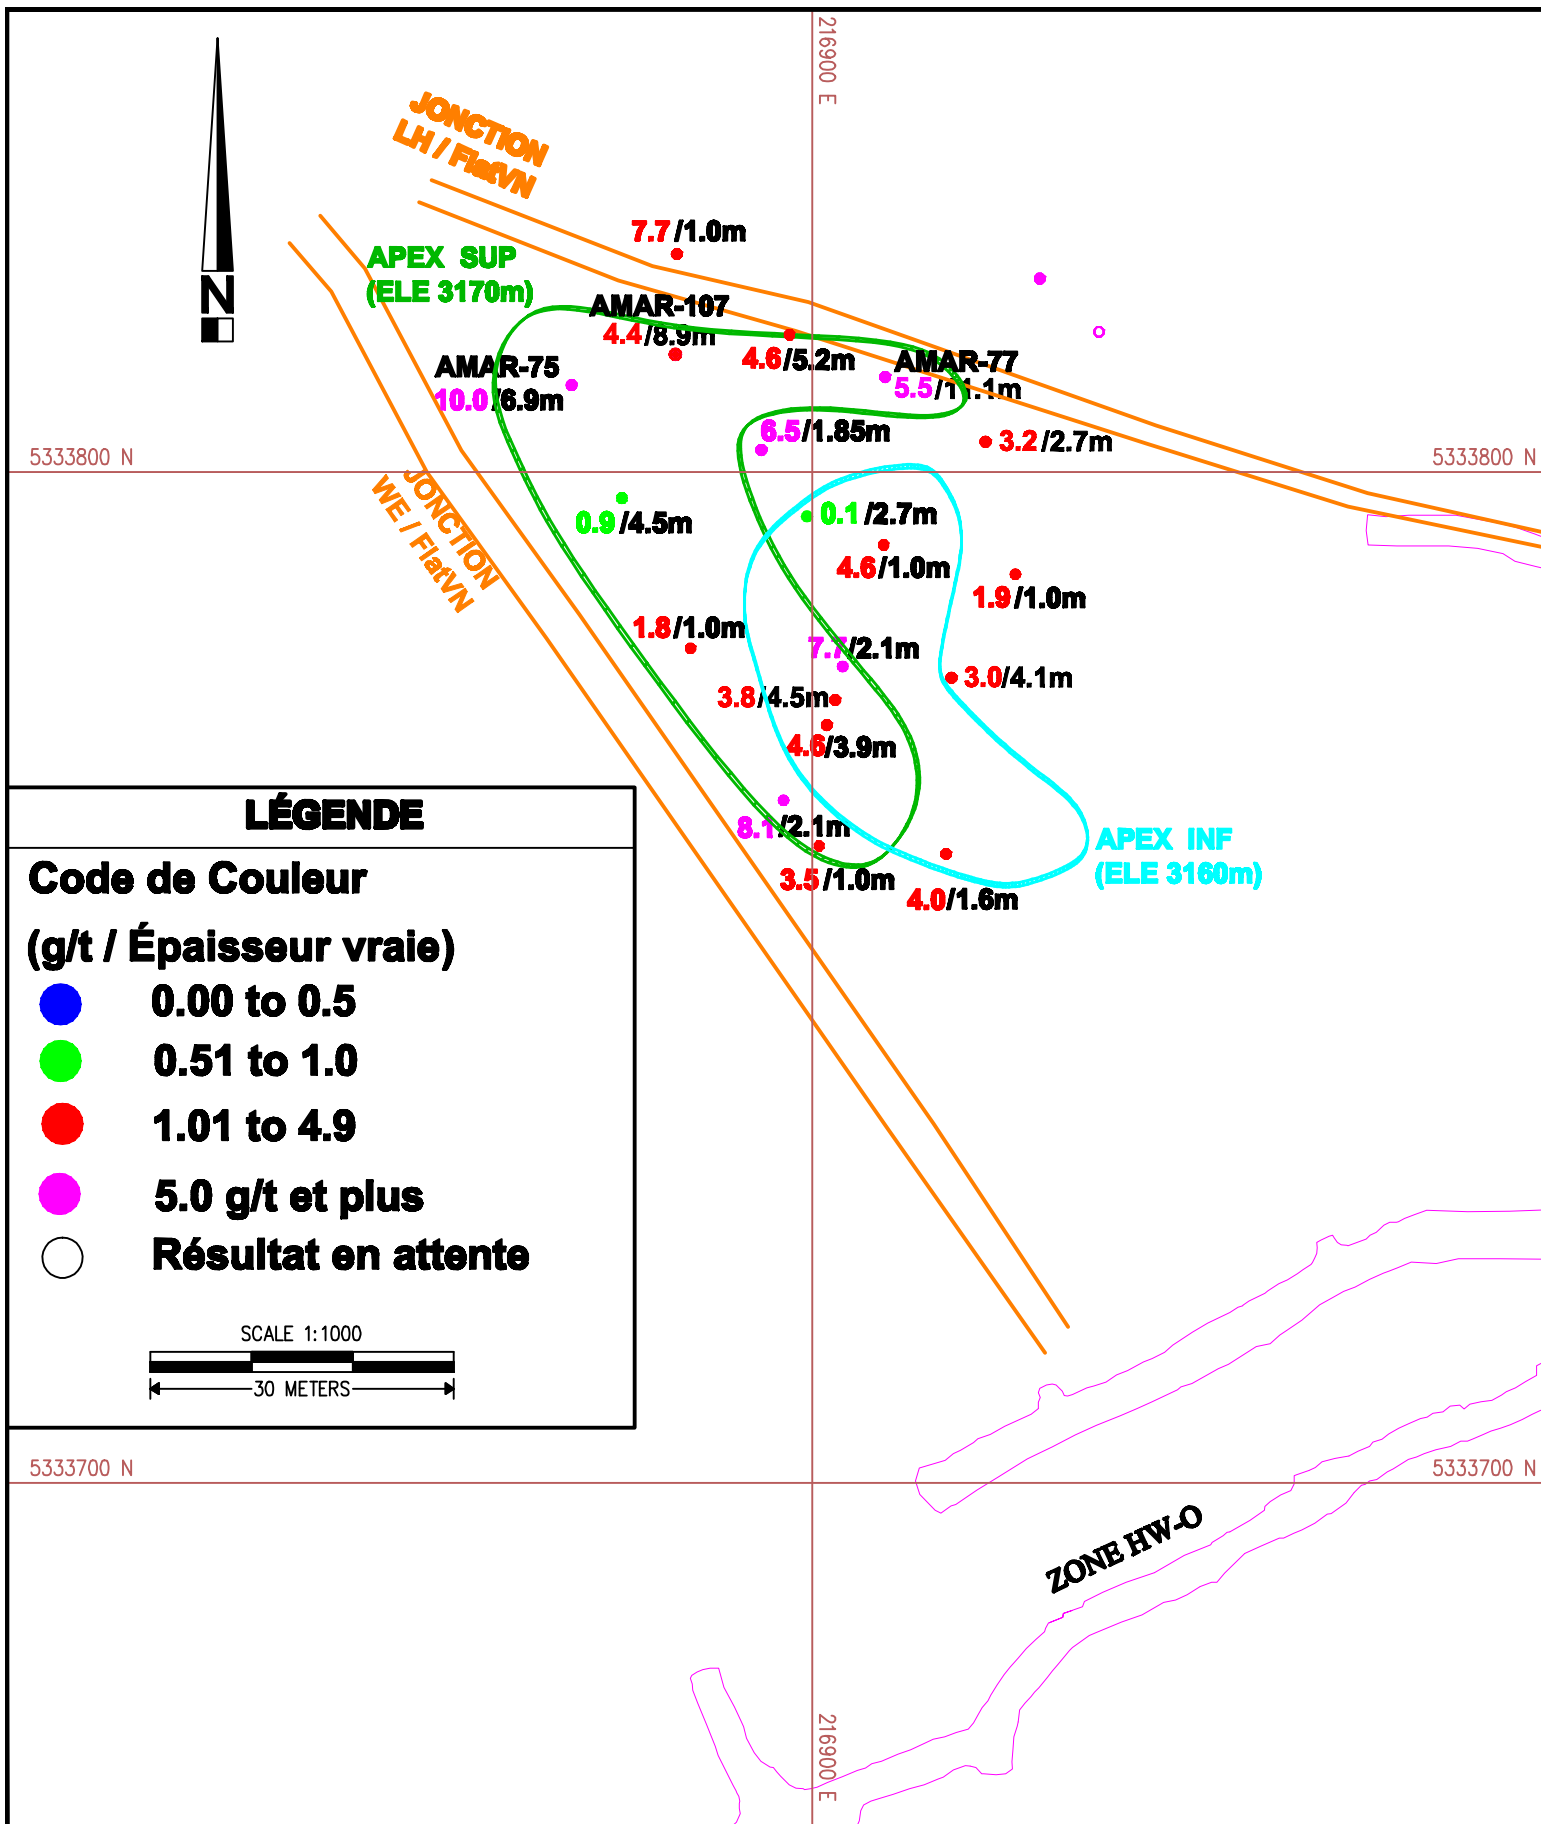 216900 E
JONCTION
LH / FlatVN
7.7/1.0m
APEX SUP
(ELE 3170m)
N
AMAR-107
4.4/8.9m
4.6/5.2m
AMAR-77
5.5/11.1m
AMAR-75
10.0/6.9m
6.5/1.85m
3.2/2.7m
5333800 N
5333800 N
JONCTION
WE / FlatVN
0.9/4.5m
0.1/2.7m
4.6/1.0m
1.9/1.0m
1.8/1.0m
7.7/2.1m
3.0/4.1m
3.8/4.5m
4.6/3.9m
8.1/2.1m
3.5/1.0m
4.0/1.6m
APEX INF
(ELE 3160m)
LÉGENDE
Code de Couleur
(g/t / Épaisseur vraie)
0.00 to 0.5
0.51 to 1.0
1.01 to 4.9
5.0 g/t et plus
Résultat en attente
SCALE 1:1000
30 METERS
5333700 N
5333700 N
ZONE HW-O
216900 E